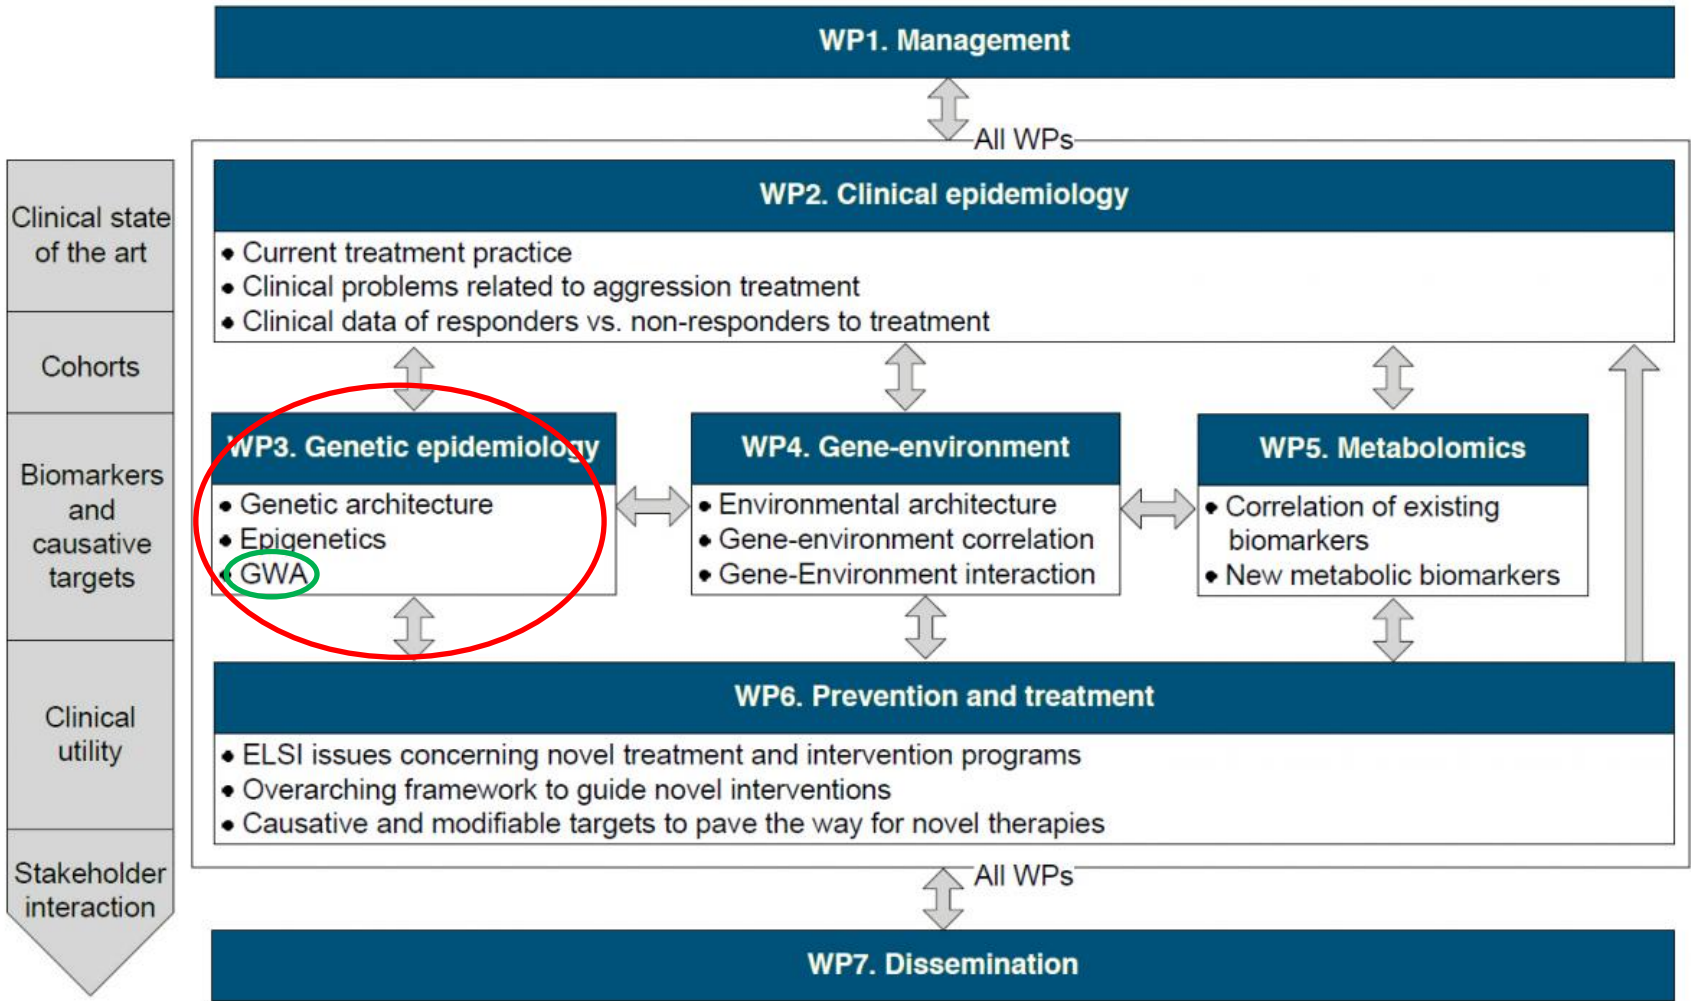 WP1. Management
All WPs
Clinical state
of the art
Cohorts
Biomarkers
and
causative
targets
Clinical
utility
Stakeholder
interaction
WP2. Clinical epidemiology
• Current treatment practice
• Clinical problems related to aggression treatment
• Clinical data of responders vs. non-responders to treatment
WP3. Genetic epidemiology
• Genetic architecture
• Epigenetics
• GWA
WP4. Gene-environment
• Environmental architecture
• Gene-environment correlation
• Gene-Environment interaction
WP5. Metabolomics
• Correlation of existing
biomarkers
• New metabolic biomarkers
WP6. Prevention and treatment
• ELSI issues concerning novel treatment and intervention programs
• Overarching framework to guide novel interventions
• Causative and modifiable targets to pave the way for novel therapies
All WPs
WP7. Dissemination